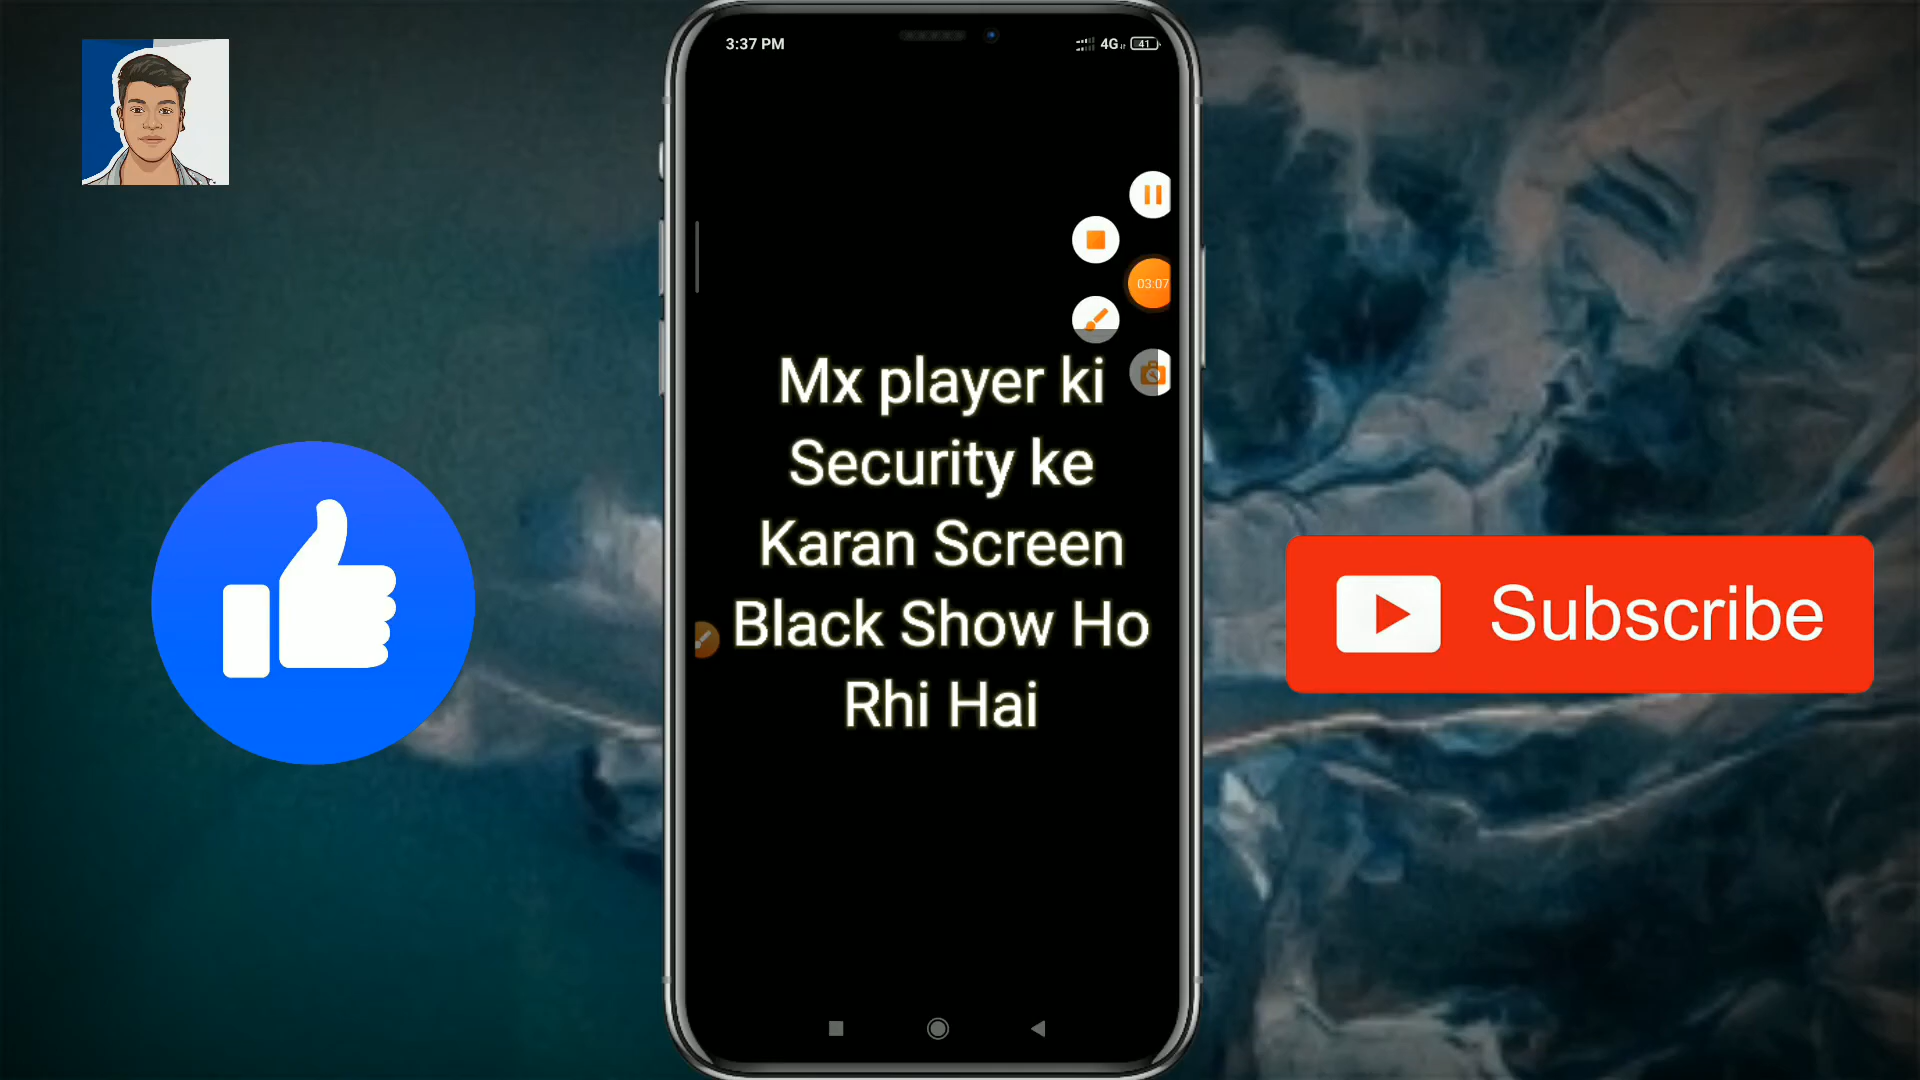 3:37 PM
4G
41
03:07
Mx player ki
Security ke
Karan Screen
Black Show Ho
Rhi Hai
Subscribe